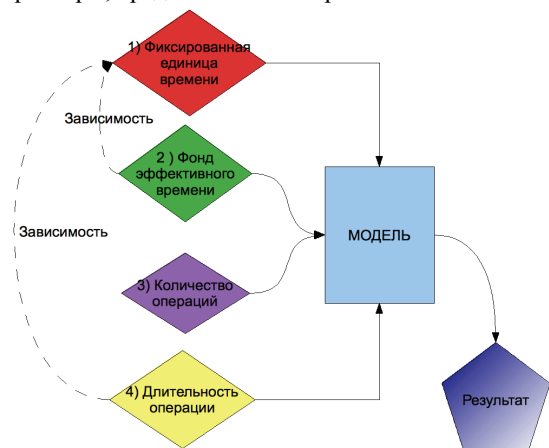 1) Фиксированная
единица
времени
Зависимость
2 ) Фонд
эффективного
времени
Зависимость
МОДЕЛЬ
3) Количество
операций
4) Длительность
операции
Результат